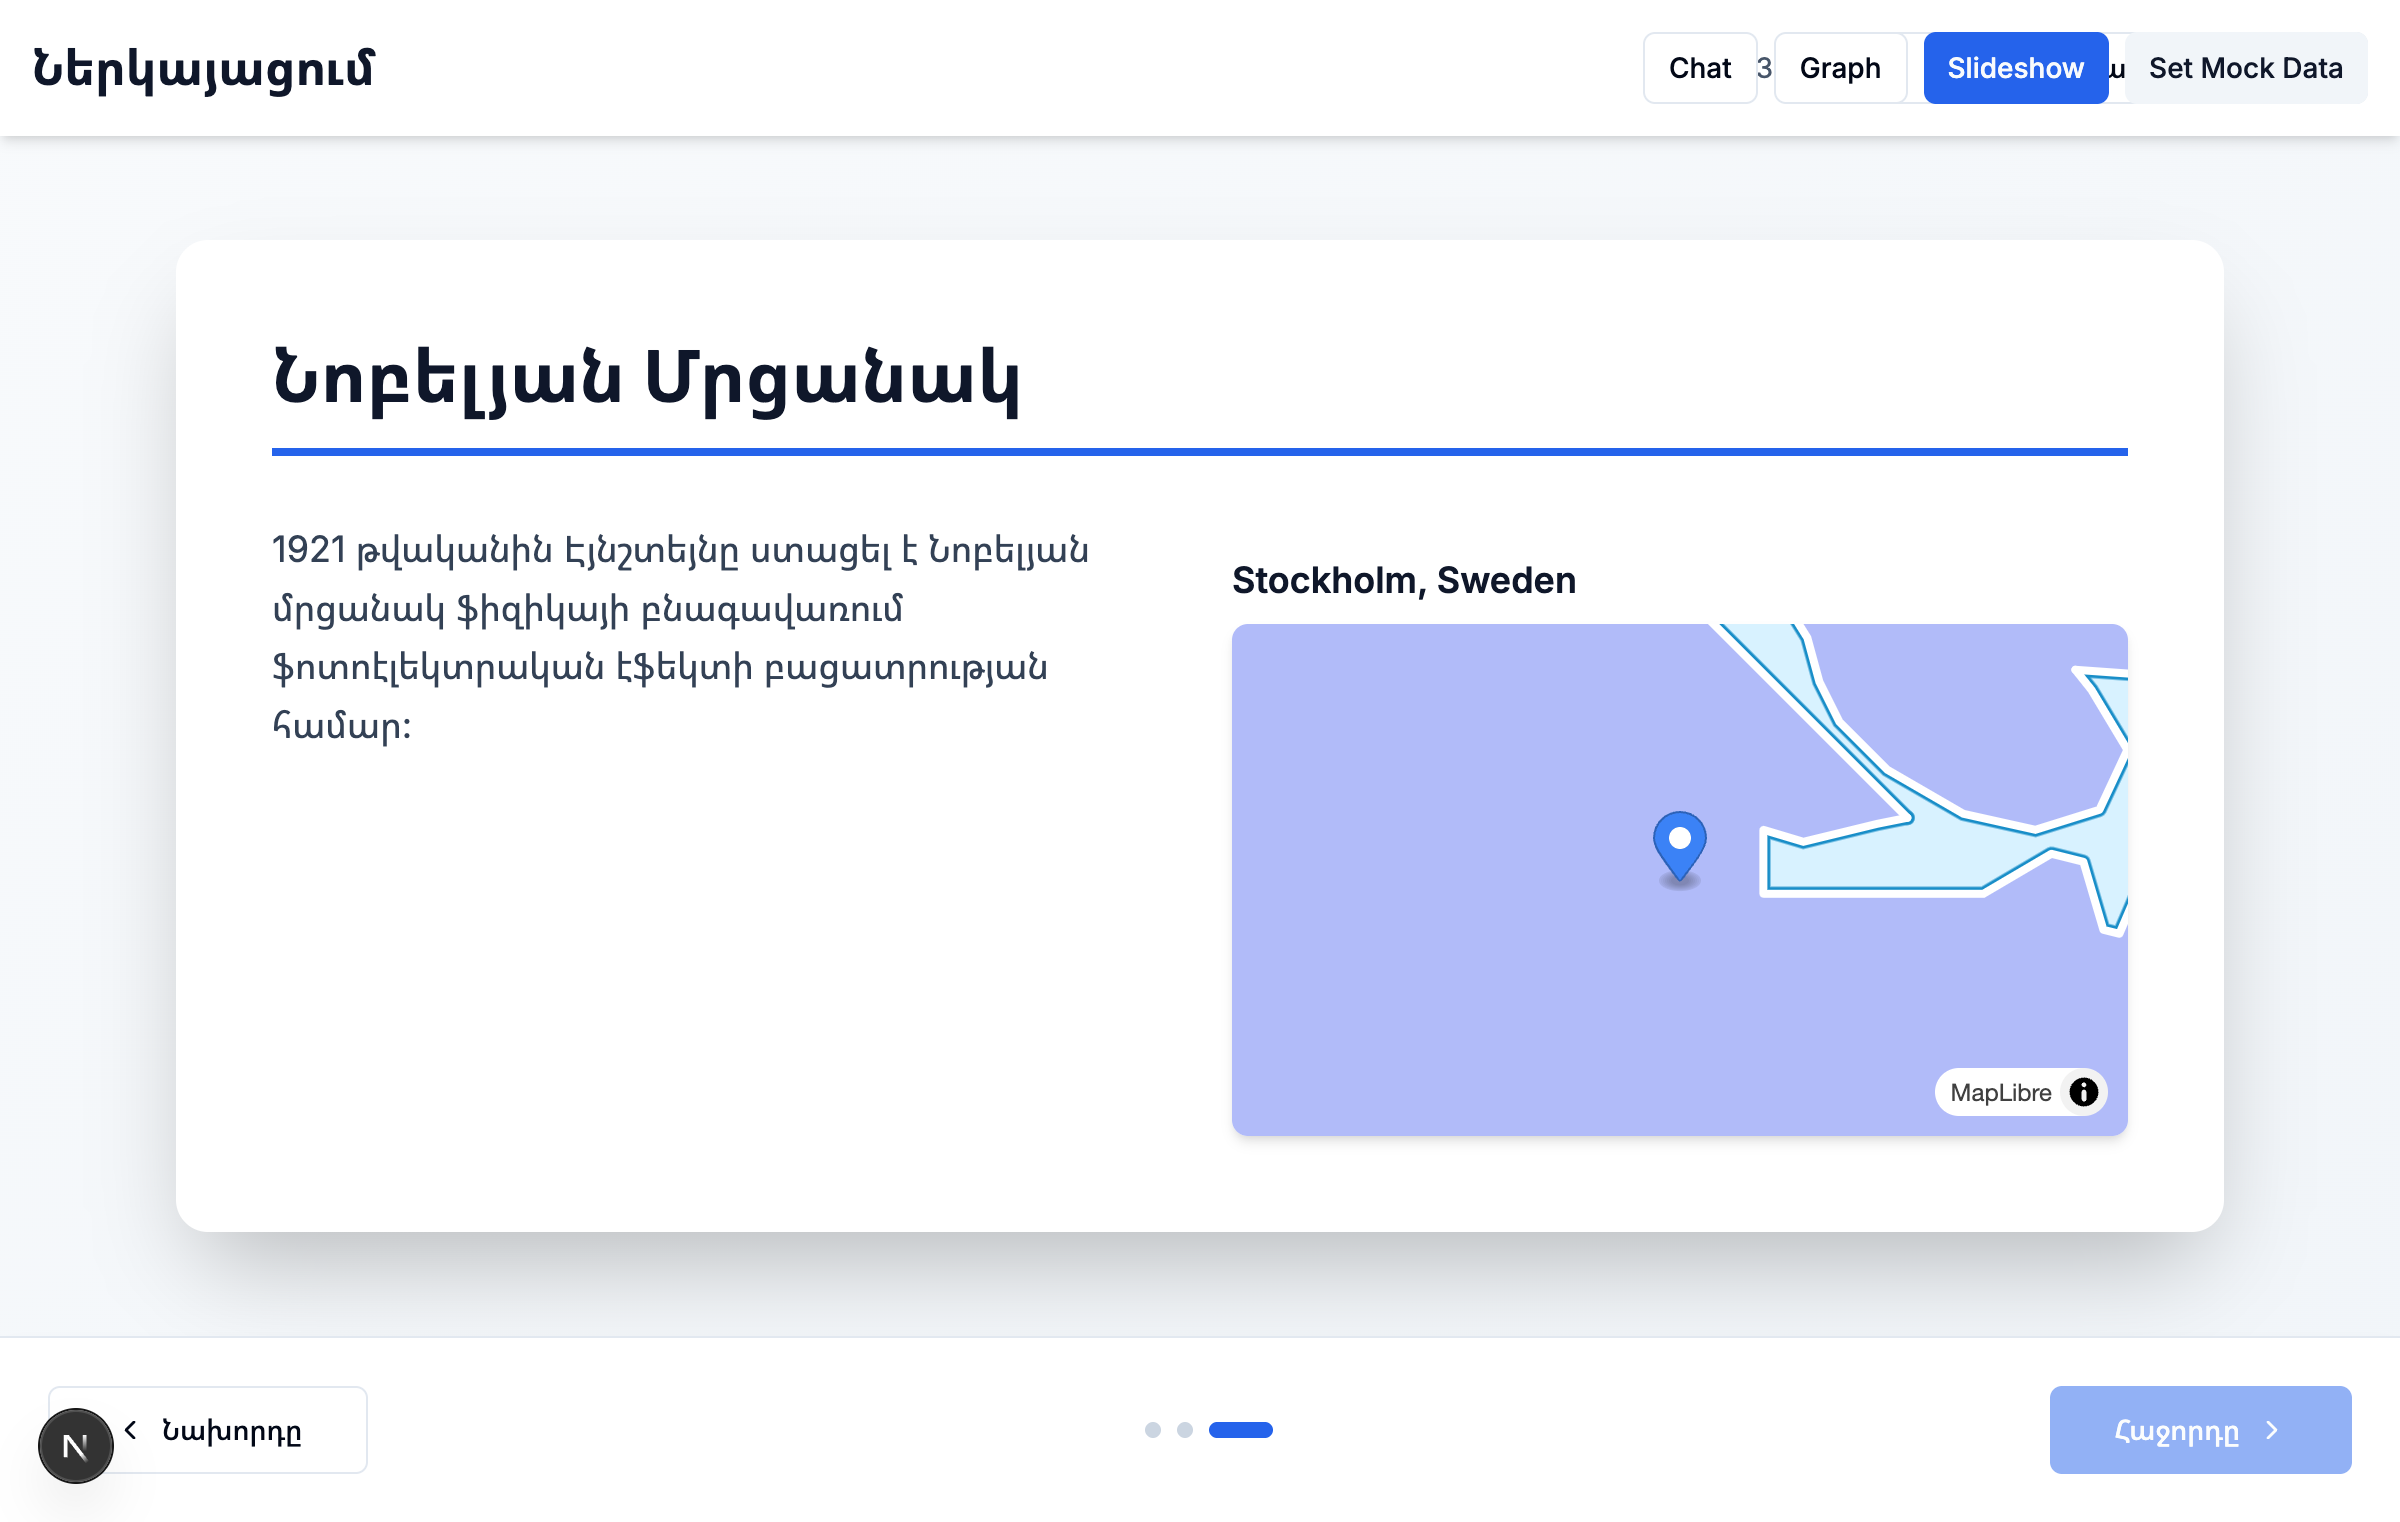 Ներկայացում
Chat
3
Graph
Slideshow
Set Mock Data
Նոբելյան Մրցանակ
1921 թվականին Էյնշտեյնը ստացել է Նոբելյան
մրցանակ ֆիզիկայի բնագավառում
ֆոտոէլեկտրական էֆեկտի բացատրության
համար:
Stockholm, Sweden
MapLibre
N
Նախորդը
Հաջորդը